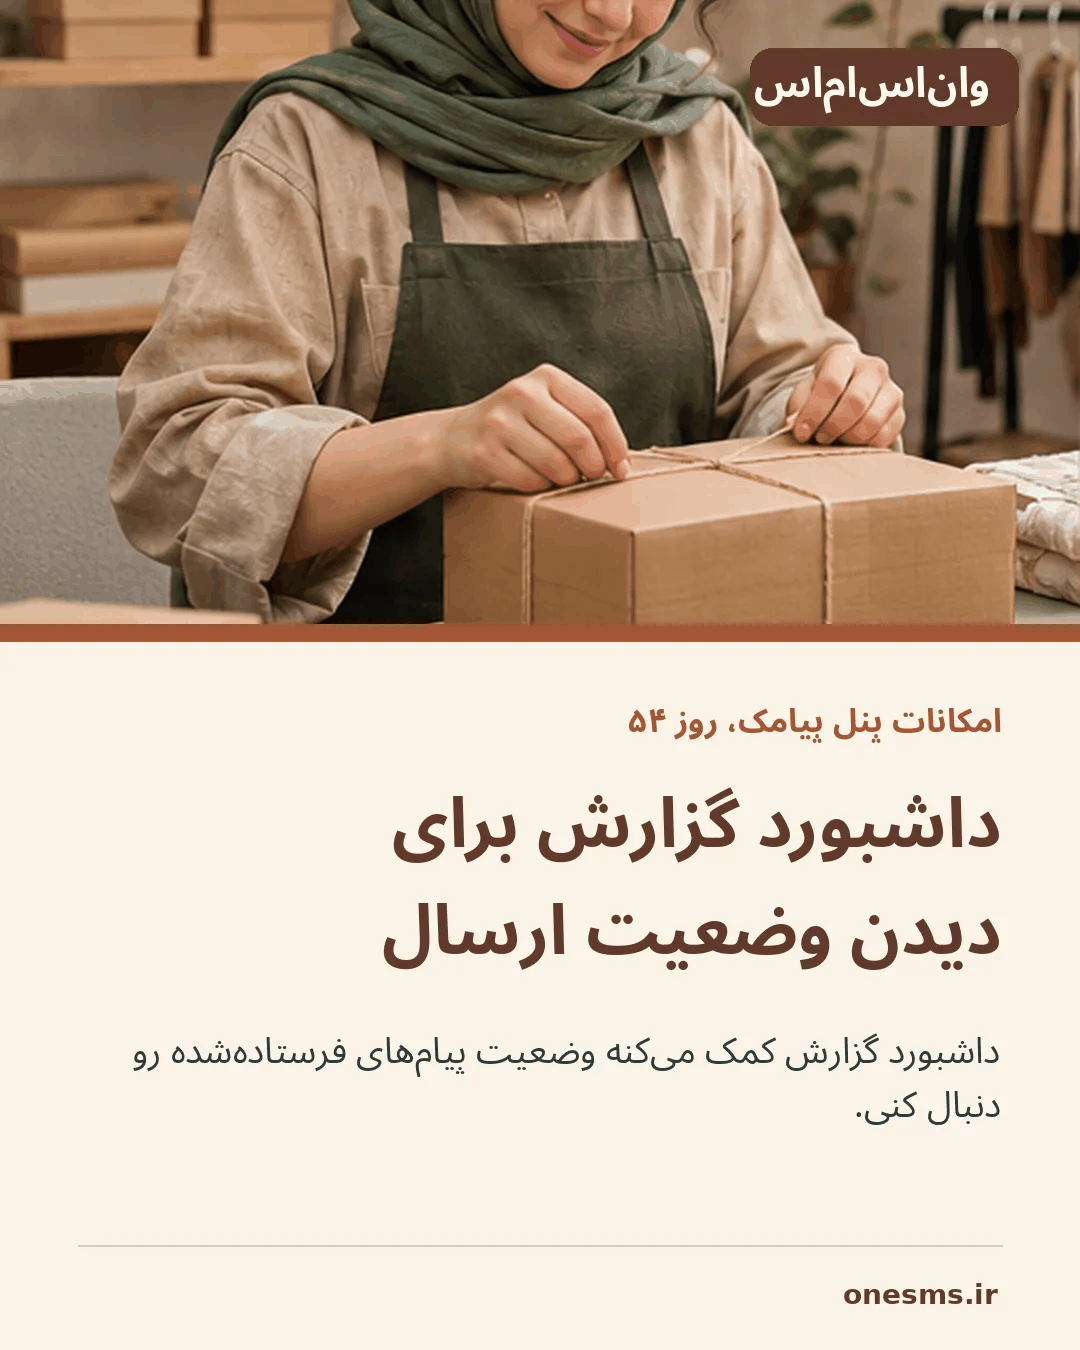 وان‌اس‌ام‌اس
امکانات پنل پیامک، روز ۵۴
داشبورد گزارش برای
دیدن وضعیت ارسال
داشبورد گزارش کمک می‌کنه وضعیت پیام‌های فرستاده‌شده رو
دنبال کنی.
onesms.ir